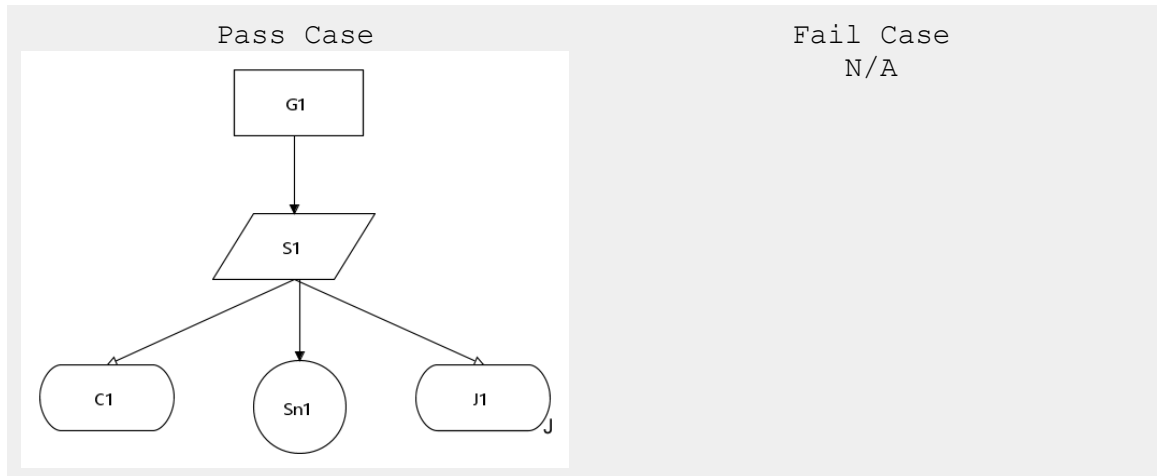 Pass Case
Fail Case
N/A
G1
S1
C1
Sn1
J1
J